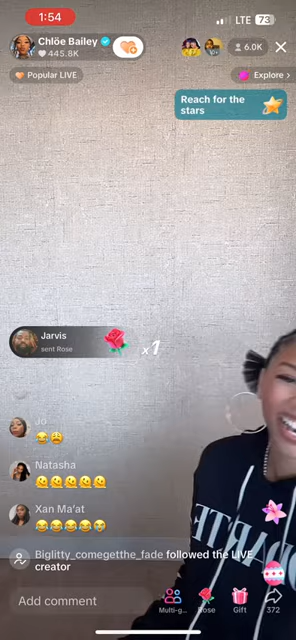 1:54
LTE 73
Chlöe Bailey
445.8K
6.0K
Popular LIVE
Explore >
Reach for the
stars
Jarvis
sent Rose
x1
Jo
Natasha
Xan Ma'at
Biglitty_comegetthe_fade followed the LIVE
creator
Add comment
Multi-g...
Rose
Gift
372